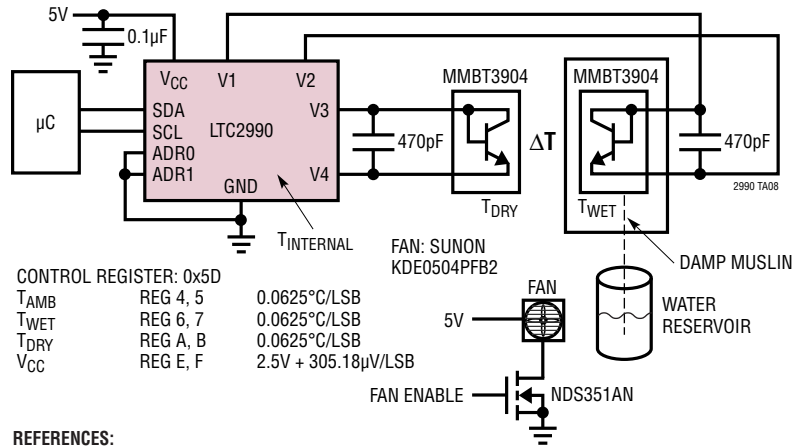 5V
0.1µF
VCC
V1
V2
MMBT3904
MMBT3904
µC
SDA
SCL
ADR0
ADR1
LTC2990
GND
V3
V4
470pF
∆T
470pF
2990 TA08
TDRY
TWET
TINTERNAL
FAN: SUNON
KDE0504PFB2
DAMP MUSLIN
CONTROL REGISTER: 0x5D
TAMB REG 4, 5 0.0625°C/LSB
TWET REG 6, 7 0.0625°C/LSB
TDRY REG A, B 0.0625°C/LSB
VCC REG E, F 2.5V + 305.18µV/LSB
FAN
5V
WATER
RESERVOIR
FAN ENABLE
NDS351AN
REFERENCES: